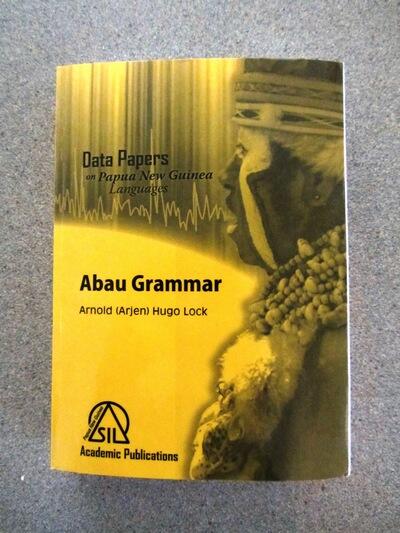 Data Papers
on Papua New Guinea
Languages
Abau Grammar
Arnold (Arjen) Hugo Lock
SIL
Academic Publications